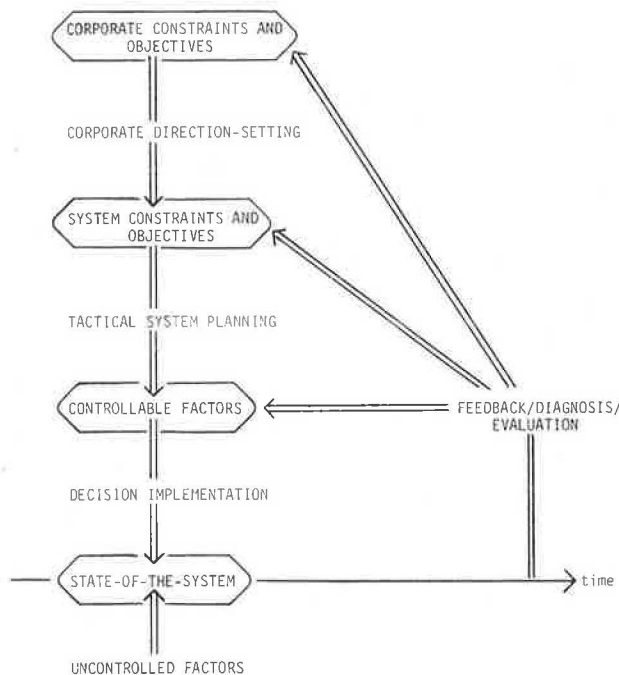 CORPORATE CONSTRAINTS AND
OBJECTIVES
CORPORATE DIRECTION-SETTING
SYSTEM CONSTRAINTS AND
OBJECTIVES
TACTICAL SYSTEM PLANNING
CONTROLLABLE FACTORS
FEEDBACK/DIAGNOSIS/
EVALUATION
DECISION IMPLEMENTATION
STATE-OF-THE-SYSTEM
time
UNCONTROLLED FACTORS